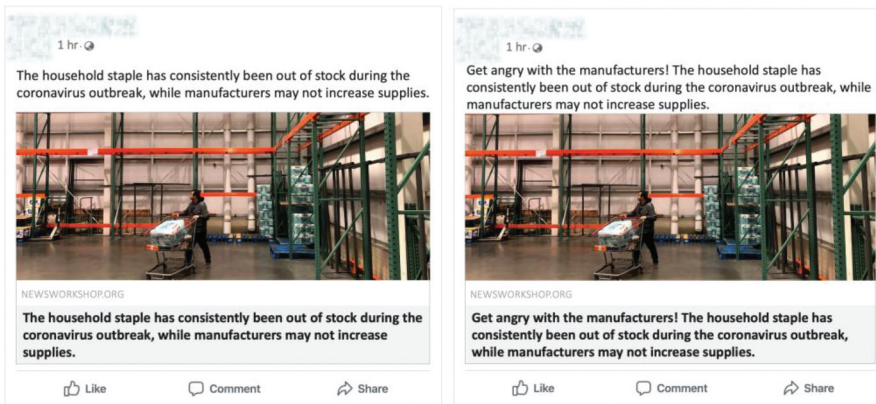 1 hr.
The household staple has consistently been out of stock during the
coronavirus outbreak, while manufacturers may not increase supplies.
NEWSWORKSHOP.ORG
The household staple has consistently been out of stock during the
coronavirus outbreak, while manufacturers may not increase
supplies.
Like Comment Share
1 hr.
Get angry with the manufacturers! The household staple has
consistently been out of stock during the coronavirus outbreak, while
manufacturers may not increase supplies.
NEWSWORKSHOP.ORG
Get angry with the manufacturers! The household staple has
consistently been out of stock during the coronavirus outbreak,
while manufacturers may not increase supplies.
Like Comment Share